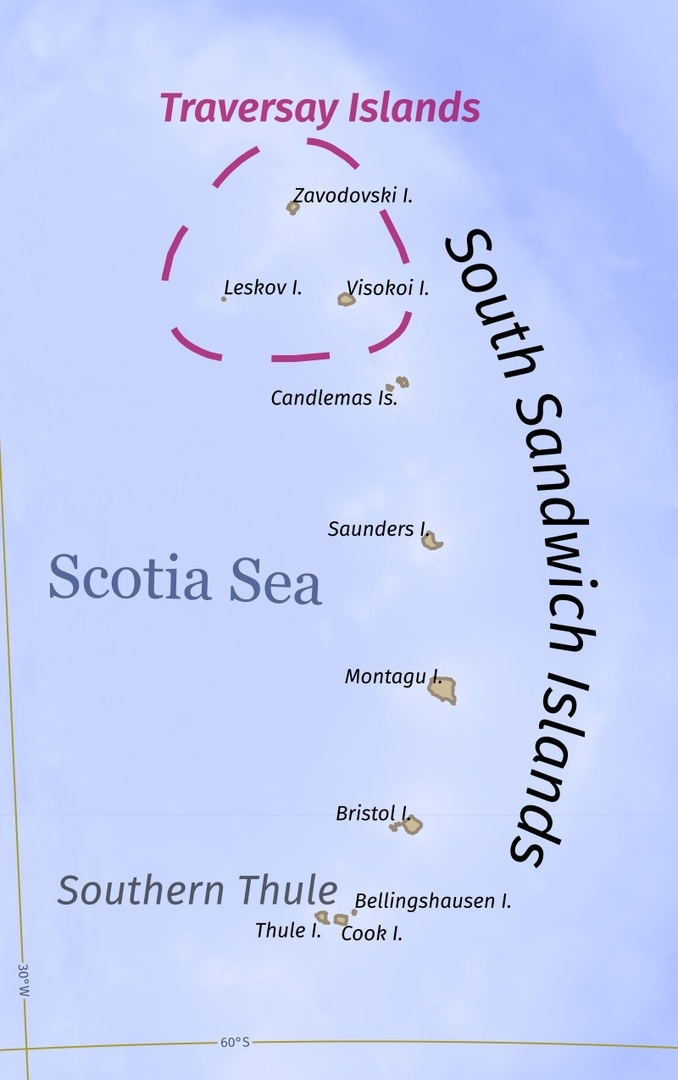 Traversay Islands
Zavodovski I.
Leskov I.
Visokoi I.
South Sandwich Islands
Candlemas Is.
Saunders I.
Scotia Sea
Montagu I.
Bristol I.
Southern Thule
Bellingshausen I.
Thule I.
Cook I.
30°W
60°S